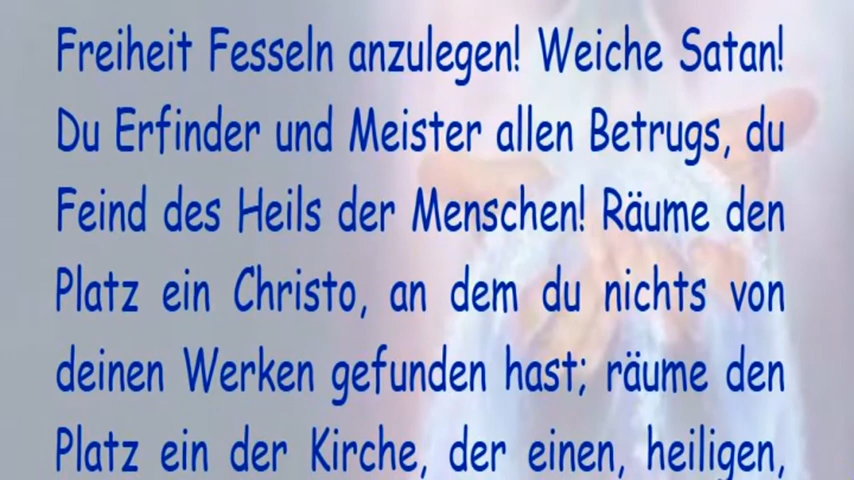 Freiheit Fesseln anzulegen! Weiche Satan!
Du Erfinder und Meister allen Betrugs, du
Feind des Heils der Menschen! Räume den
Platz ein Christo, an dem du nichts von
deinen Werken gefunden hast; räume den
Platz ein der Kirche, der einen, heiligen,